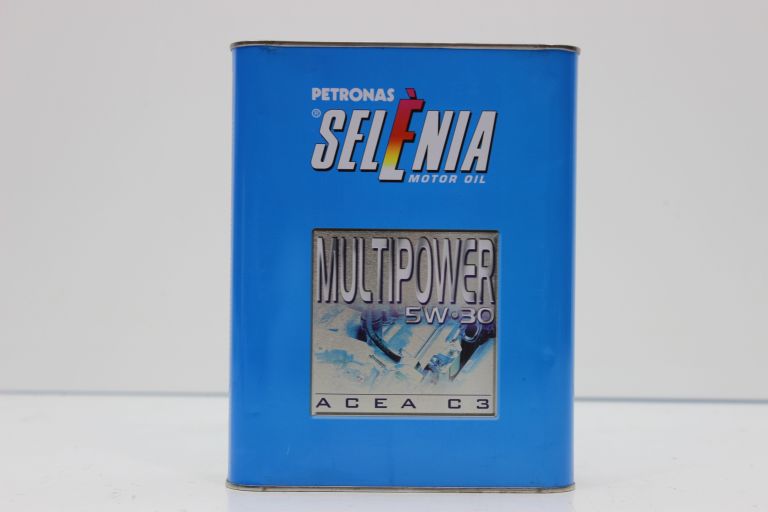 PETRONAS
® SELÈNIA
MOTOR OIL
MULTIPOWER
5W•30
ACEA C3